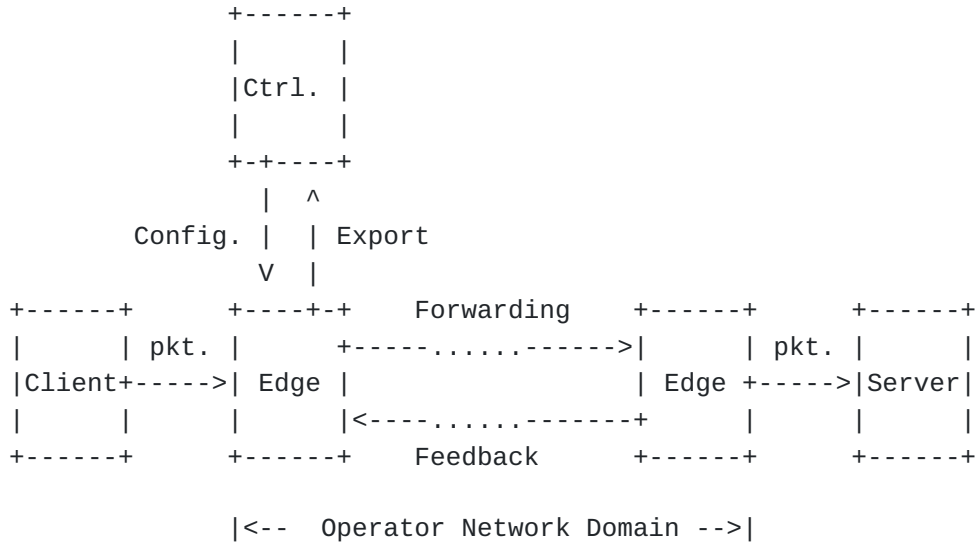 Ctrl.
Config. Export
Forwarding
pkt. pkt.
Client Edge Edge Server
Feedback
Operator Network Domain